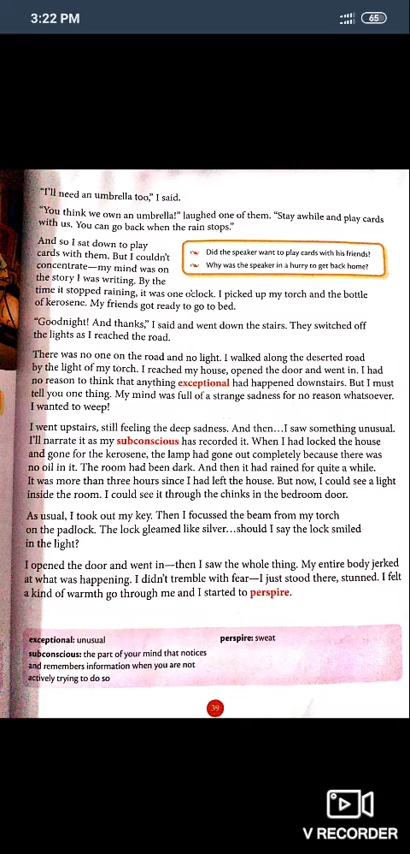 3:22 PM
65
"I'll need an umbrella too," I said.
"You think we own an umbrella!" laughed one of them. "Stay awhile and play cards
with us. You can go back when the rain stops."
And so I sat down to play
cards with them. But I couldn't
concentrate—my mind was on
the story I was writing. By the
Did the speaker want to play cards with his friends?
Why was the speaker in a hurry to get back home?
time it stopped raining, it was one o'clock. I picked up my torch and the bottle
of kerosene. My friends got ready to go to bed.
"Goodnight! And thanks," I said and went down the stairs. They switched off
the lights as I reached the road.
There was no one on the road and no light. I walked along the deserted road
by the light of my torch. I reached my house, opened the door and went in. I had
no reason to think that anything exceptional had happened downstairs. But I must
tell you one thing. My mind was full of a strange sadness for no reason whatsoever.
I wanted to weep!
I went upstairs, still feeling the deep sadness. And then…I saw something unusual.
I'll narrate it as my subconscious has recorded it. When I had locked the house
and gone for the kerosene, the lamp had gone out completely because there was
no oil in it. The room had been dark. And then it had rained for quite a while.
It was more than three hours since I had left the house. But now, I could see a light
inside the room. I could see it through the chinks in the bedroom door.
As usual, I took out my key. Then I focussed the beam from my torch
on the padlock. The lock gleamed like silver…should I say the lock smiled
in the light?
I opened the door and went in—then I saw the whole thing. My entire body jerked
at what was happening. I didn't tremble with fear—I just stood there, stunned. I felt
a kind of warmth go through me and I started to perspire.
exceptional: unusual
subconscious: the part of your mind that notices
and remembers information when you are not
actively trying to do so
perspire: sweat
39
V RECORDER